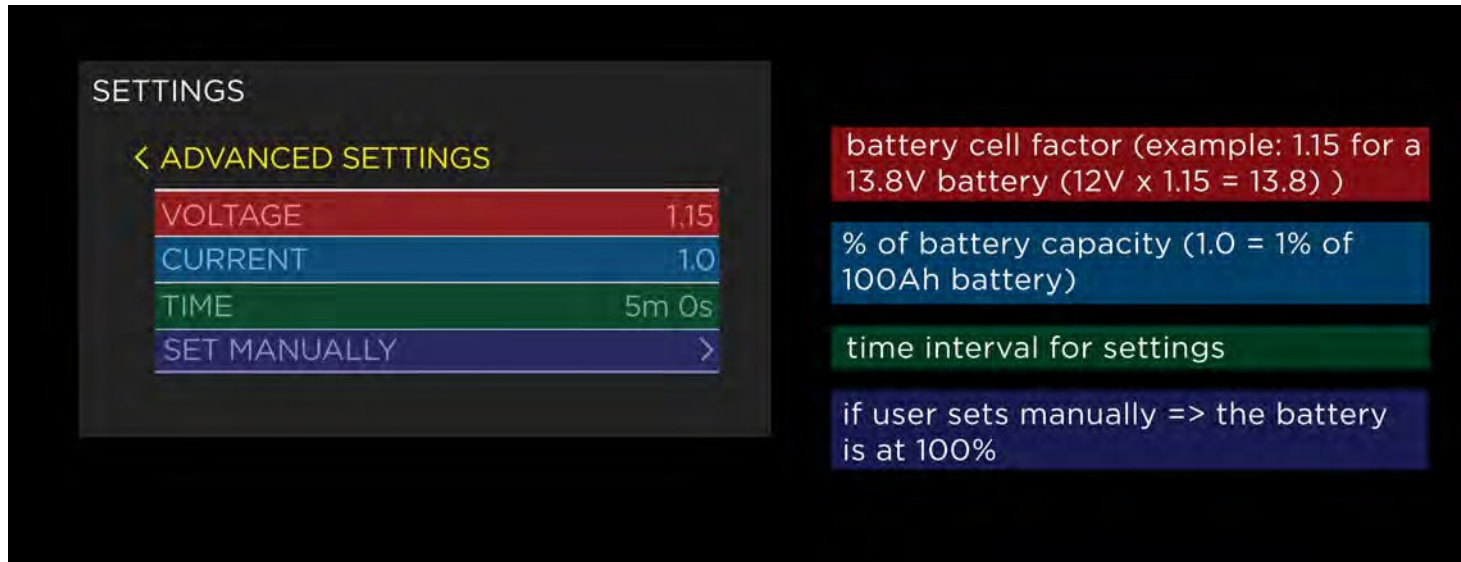 SETTINGS
< ADVANCED SETTINGS
VOLTAGE 1.15
CURRENT 1.0
TIME 5m 0s
SET MANUALLY >
battery cell factor (example: 1.15 for a
13.8V battery (12V x 1.15 = 13.8) )
% of battery capacity (1.0 = 1% of
100Ah battery)
time interval for settings
if user sets manually => the battery
is at 100%